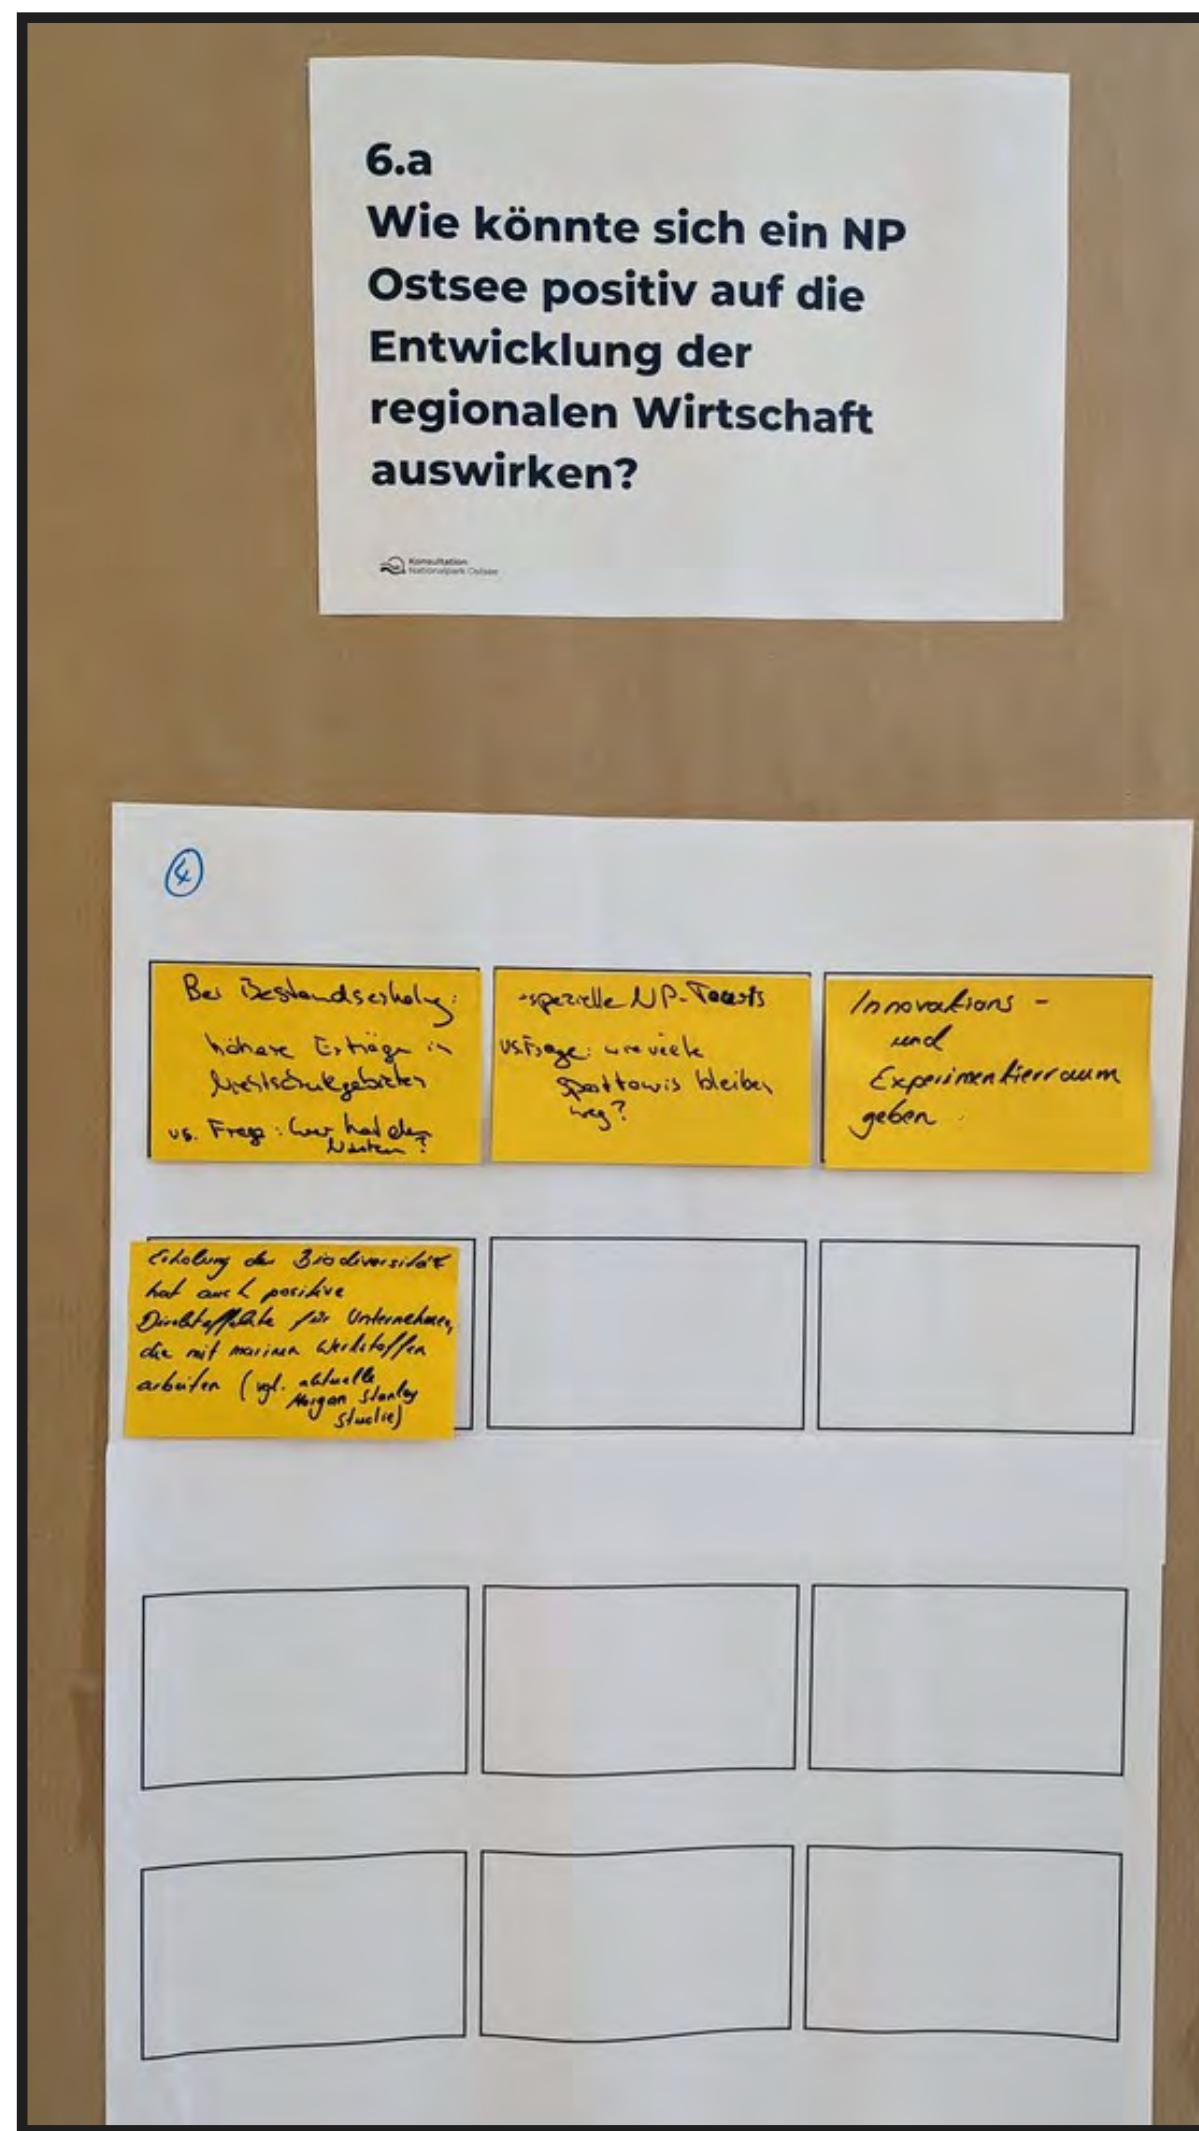 6.a
Wie könnte sich ein NP
Ostsee positiv auf die
Entwicklung der
regionalen Wirtschaft
auswirken?
Konsultation
Nationalpark Ostsee
4
Bei Bestandserholung:
höhere Erträge in
Nichtschutzgebieten
vs. Frage: Wer hat den
Nutzen?
spezielle NP-Tourists
vs. Frage: wie viele
Sporttouris bleiben
weg?
Innovations-
und
Experimentierraum
geben
Erholung der Biodiversität
hat auch positive
Direkteffekte für Unternehmen,
die mit marinen Werkstoffen
arbeiten (vgl. aktuelle
Morgan Stanley
Studie)